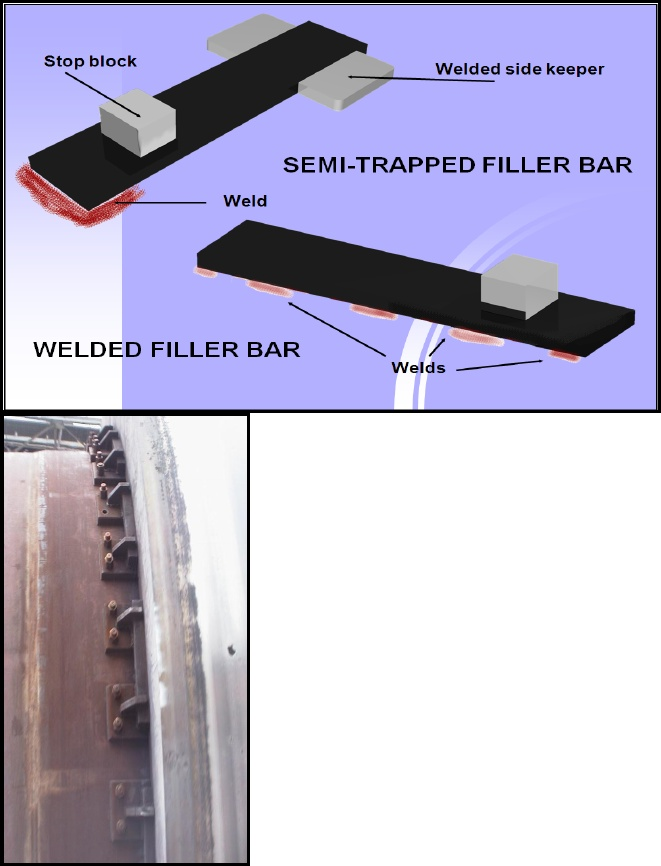 Stop block
Welded side keeper
SEMI-TRAPPED FILLER BAR
Weld
WELDED FILLER BAR
Welds